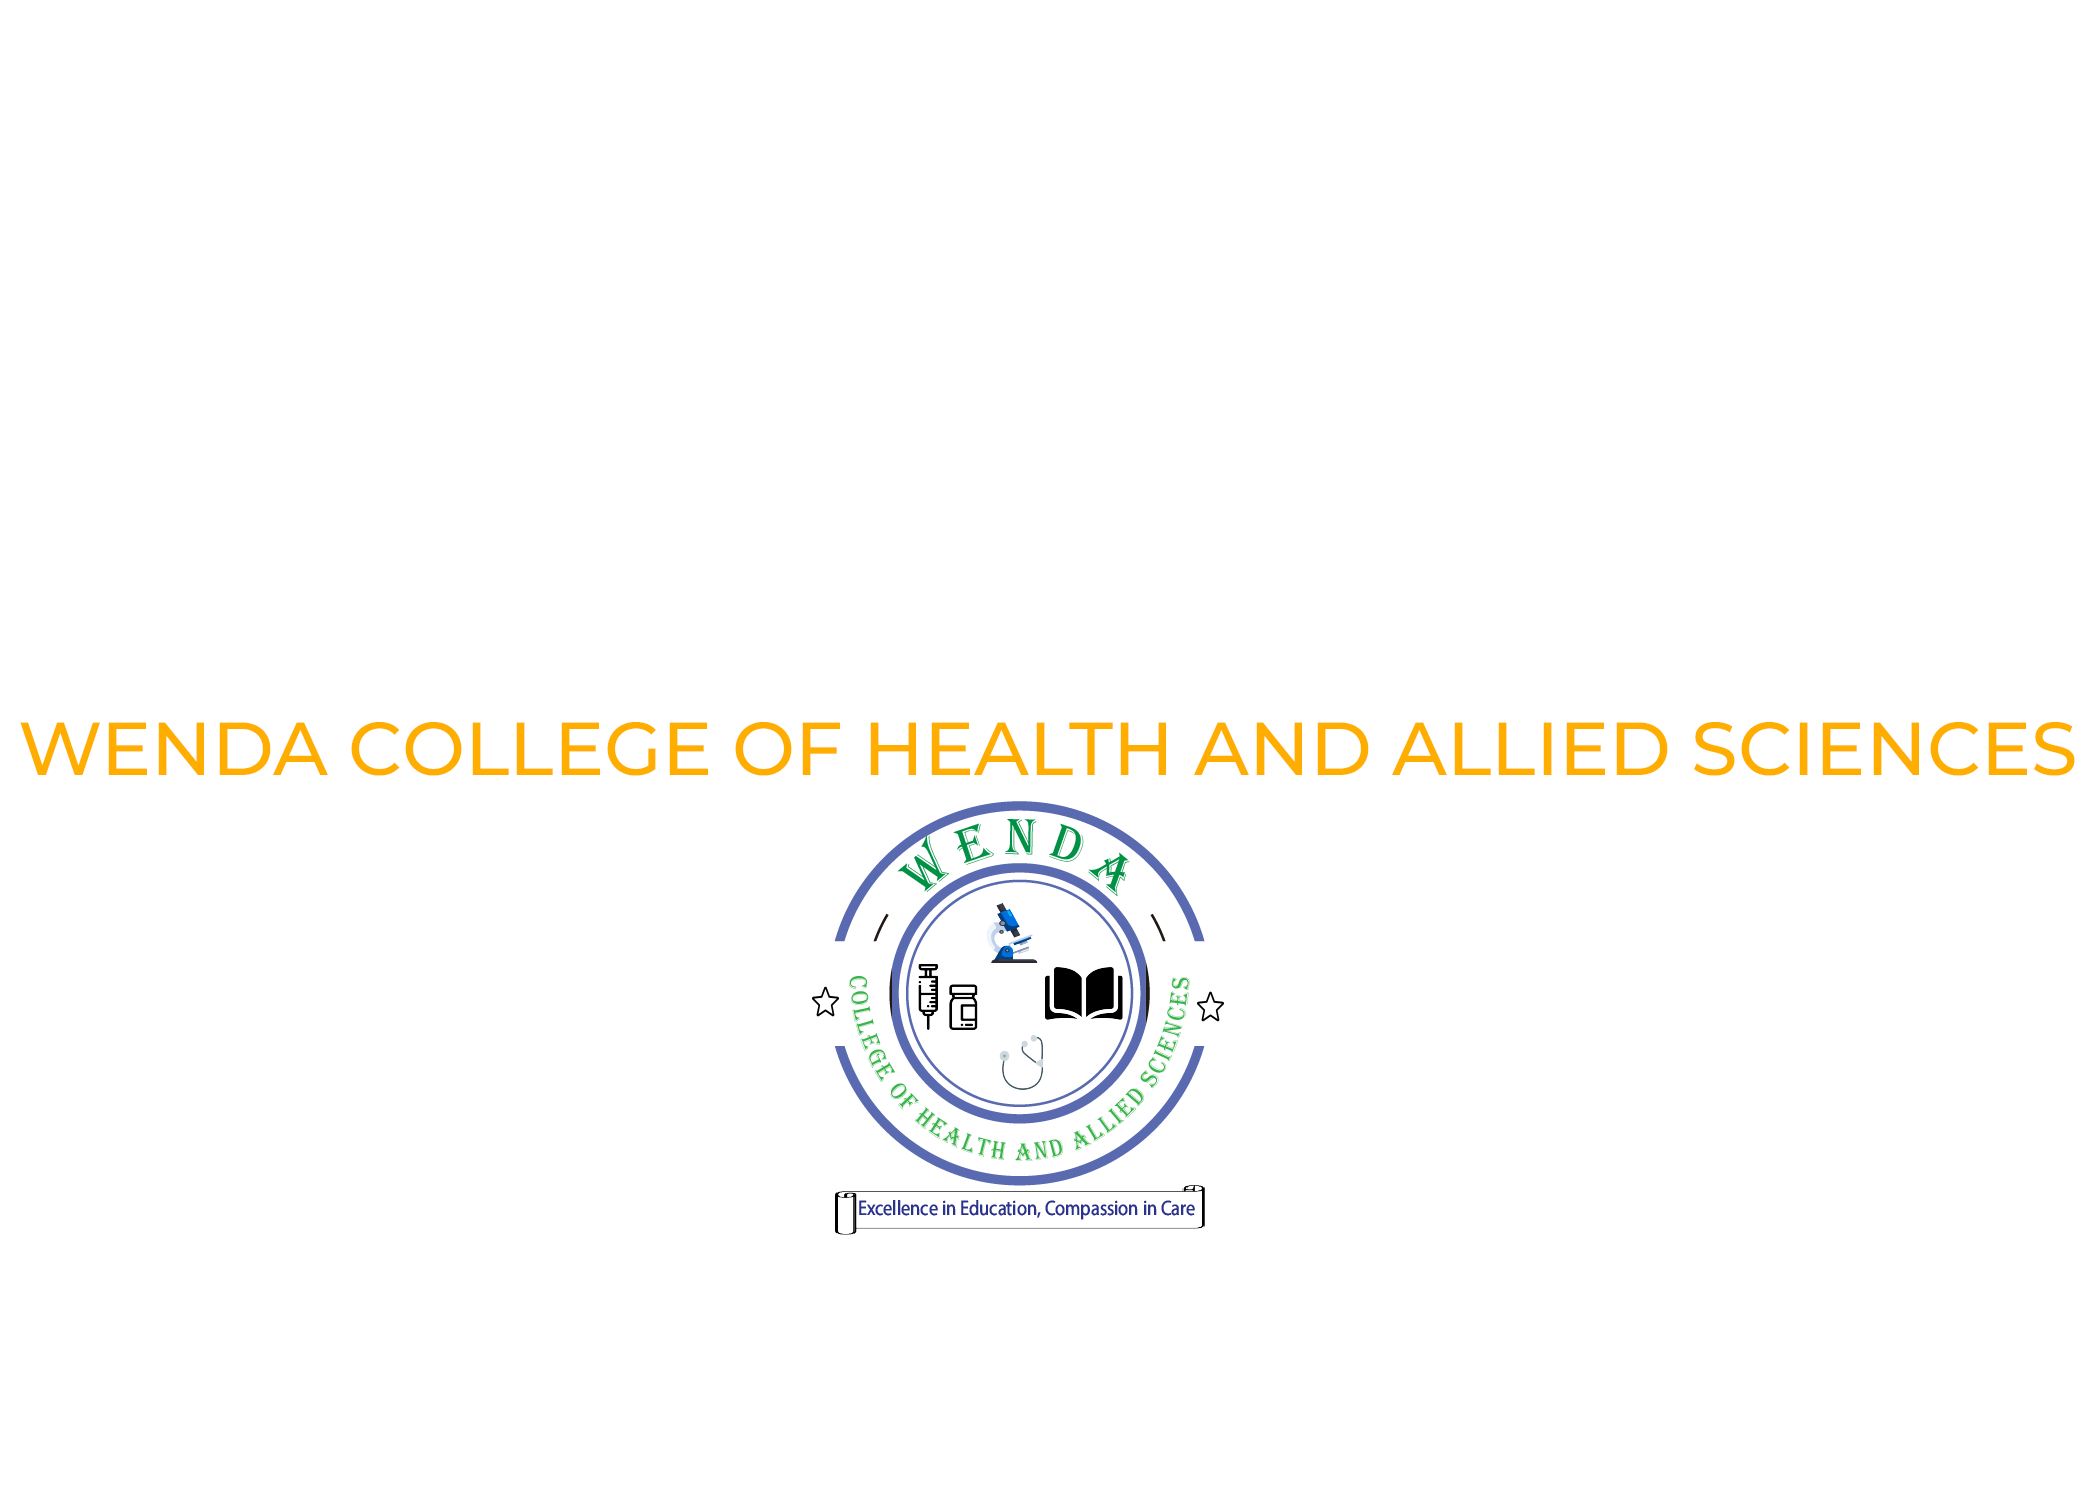 WENDA COLLEGE OF HEALTH AND ALLIED SCIENCES
WENDA
COLLEGE OF HEALTH AND ALLIED SCIENCES
Excellence in Education, Compassion in Care